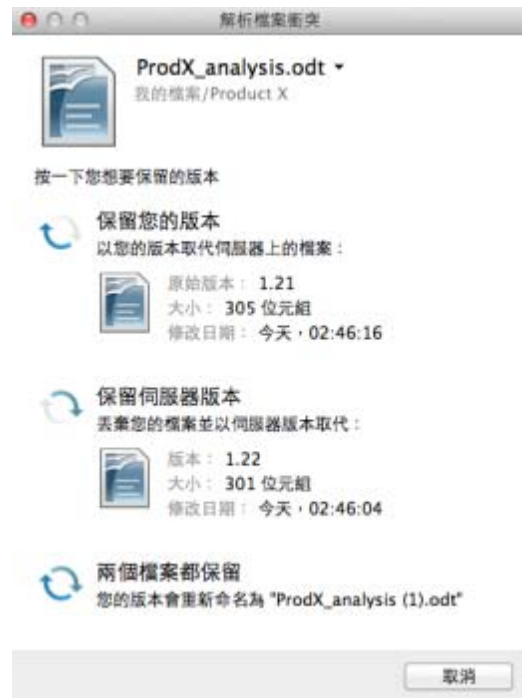 解析檔案衝突
ProdX_analysis.odt
我的檔案/Product X
按一下您想要保留的版本
保留您的版本
以您的版本取代伺服器上的檔案：
原始版本： 1.21
大小： 305 位元組
修改日期： 今天，02:46:16
保留伺服器版本
丟棄您的檔案並以伺服器版本取代：
版本： 1.22
大小： 301 位元組
修改日期： 今天，02:46:04
兩個檔案都保留
您的版本會重新命名為 "ProdX_analysis (1).odt"
取消